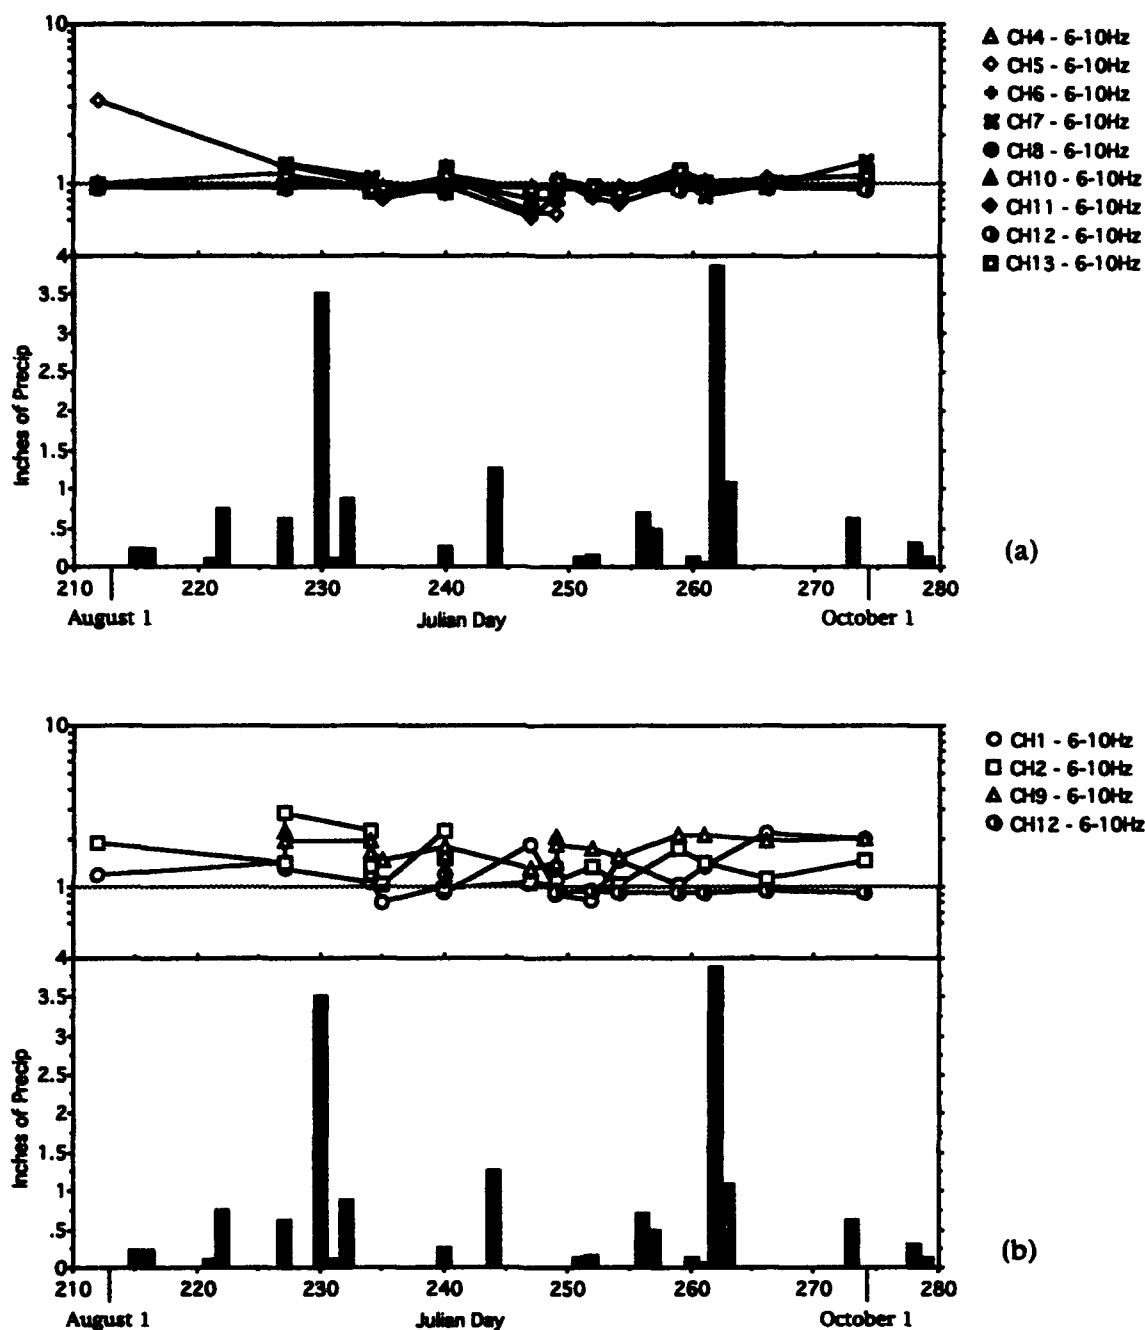 10
1
4
3.5
3
2.5
2
1.5
1
.5
0
Inches of Precip
210 220 230 240 250 260 270 280
August 1 Julian Day October 1
CH4 - 6-10Hz
CH5 - 6-10Hz
CH6 - 6-10Hz
CH7 - 6-10Hz
CH8 - 6-10Hz
CH10 - 6-10Hz
CH11 - 6-10Hz
CH12 - 6-10Hz
CH13 - 6-10Hz
(a)
10
1
4
3.5
3
2.5
2
1.5
1
.5
0
Inches of Precip
210 220 230 240 250 260 270 280
August 1 Julian Day October 1
CH1 - 6-10Hz
CH2 - 6-10Hz
CH9 - 6-10Hz
CH12 - 6-10Hz
(b)